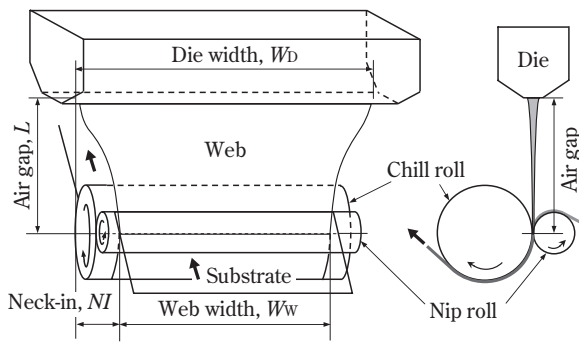 Die width, WD
Die
Air gap, L
Web
Air gap
Chill roll
Substrate
Neck-in, NI
Nip roll
Web width, WW